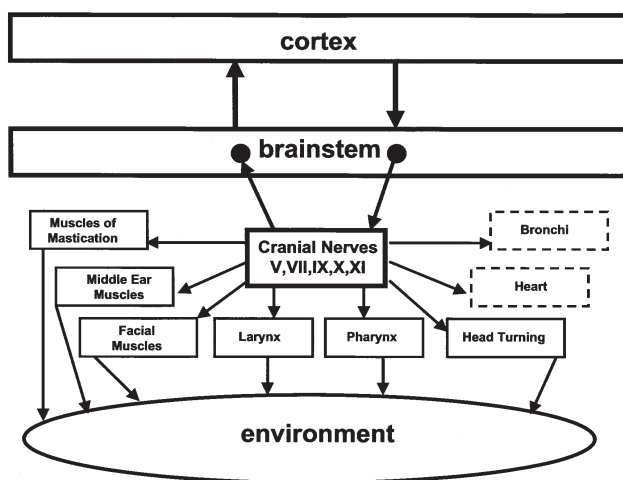 cortex
brainstem
Muscles of
Mastication
Cranial Nerves
V,VII,IX,X,XI
Bronchi
Middle Ear
Muscles
Heart
Facial
Muscles
Larynx
Pharynx
Head Turning
environment